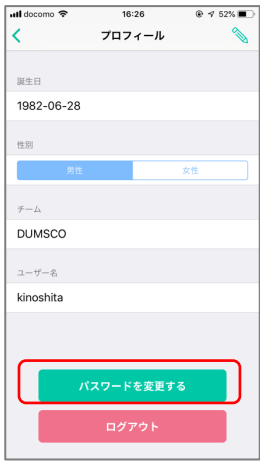 docomo 16:26 52%
プロフィール
誕生日
1982-06-28
性別
男性 女性
チーム
DUMSCO
ユーザー名
kinoshita
パスワードを変更する
ログアウト